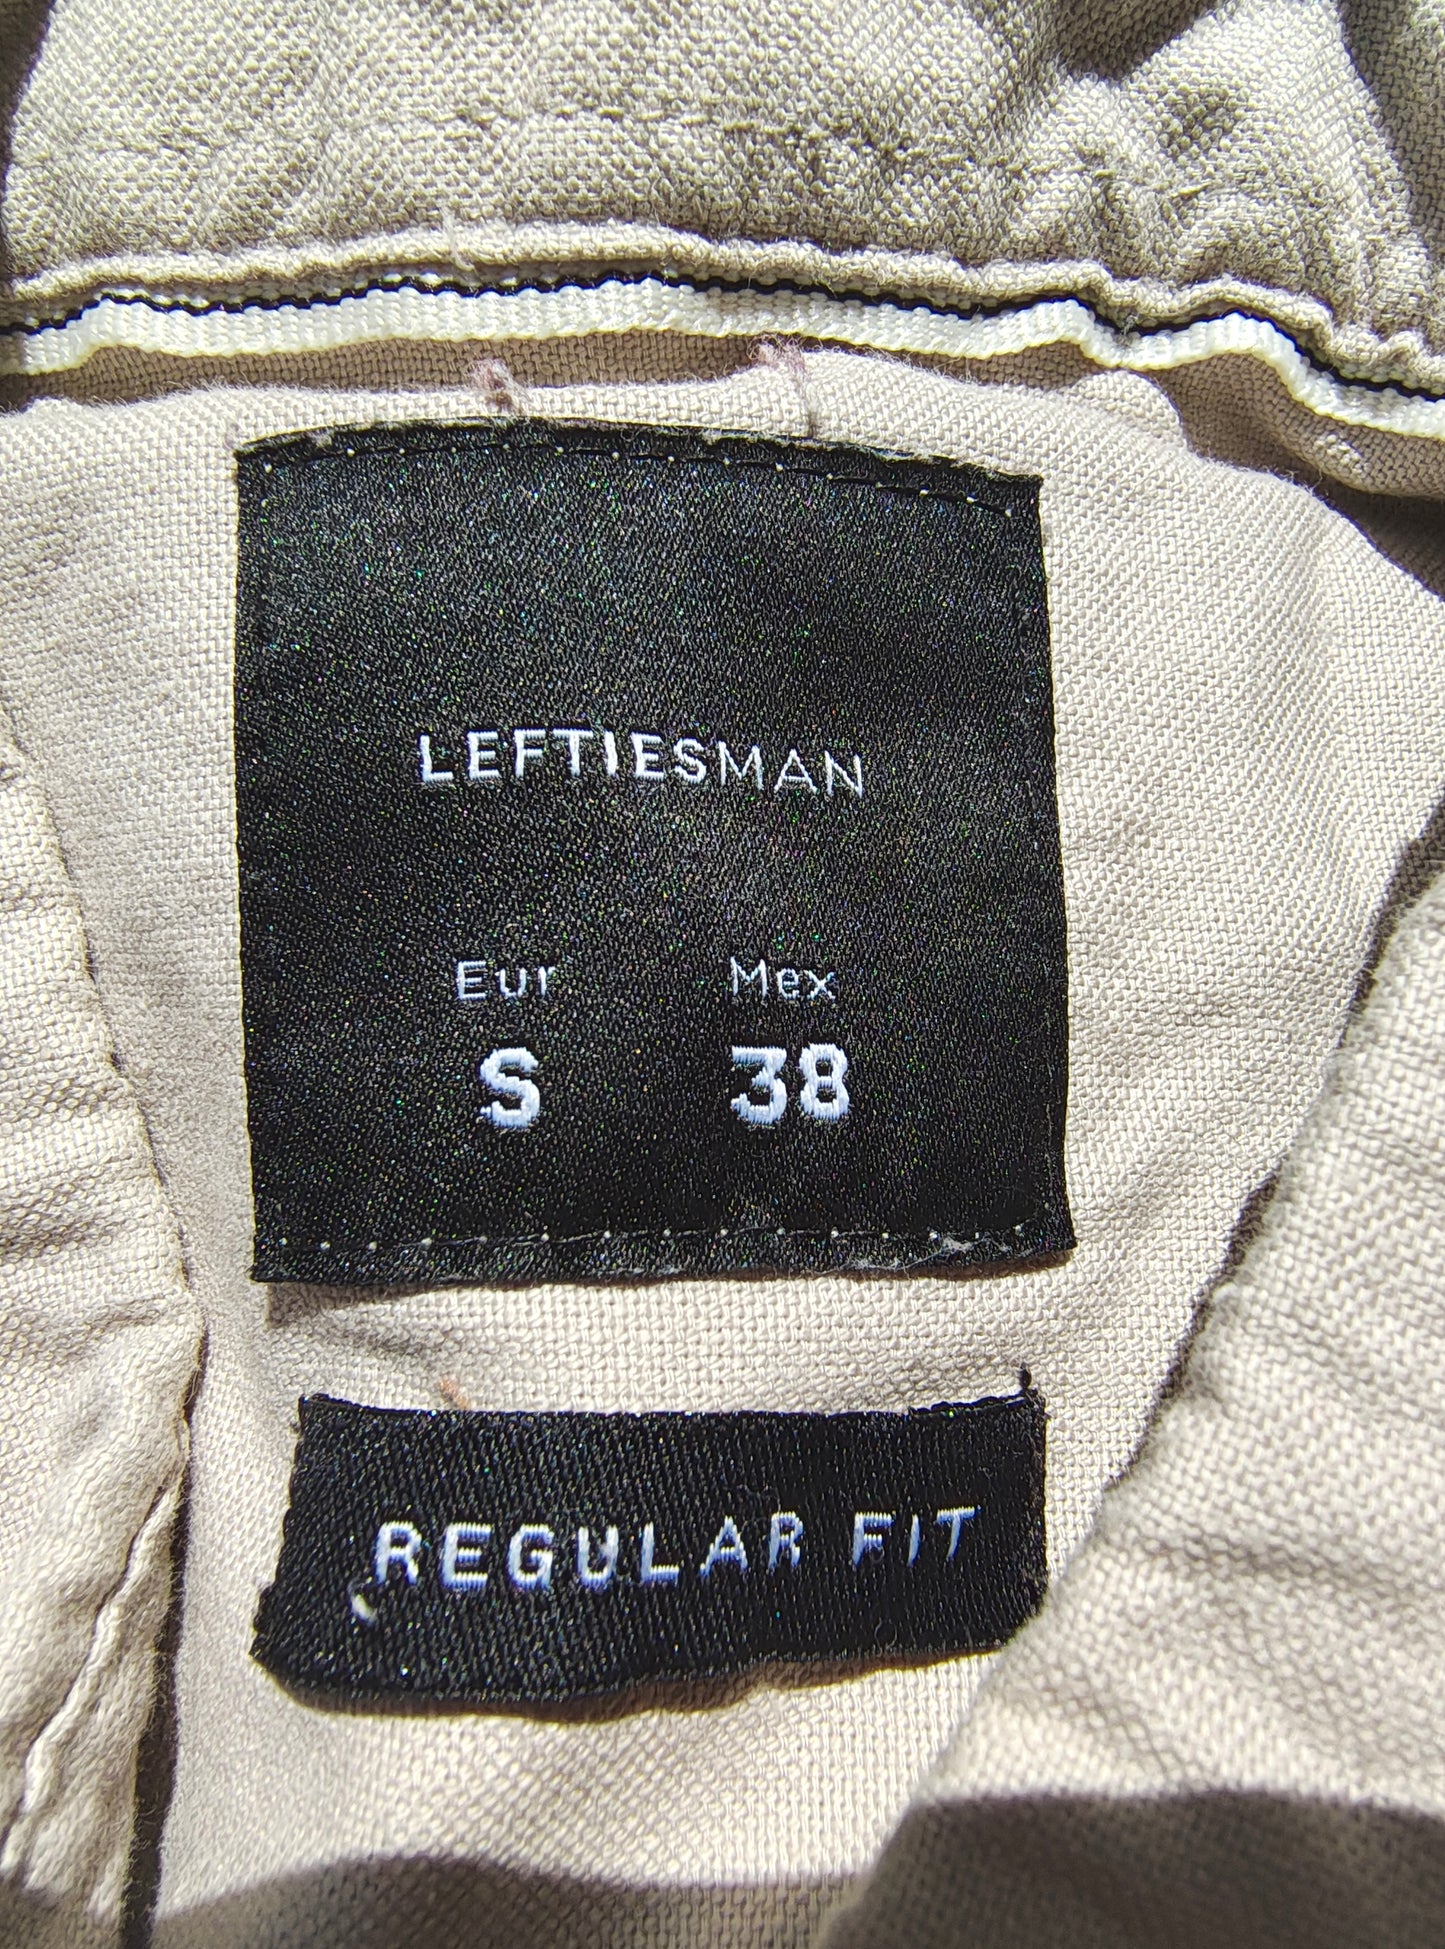 LEFTIESMAN
Eur Mex
S 38
REGULAR FIT